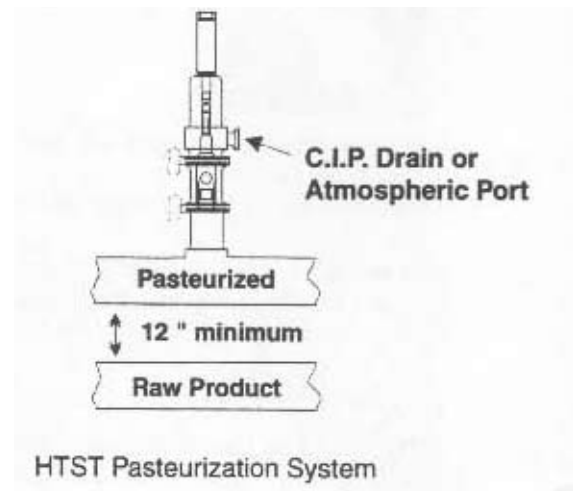 C.I.P. Drain or
Atmospheric Port
Pasteurized
12 " minimum
Raw Product
HTST Pasteurization System